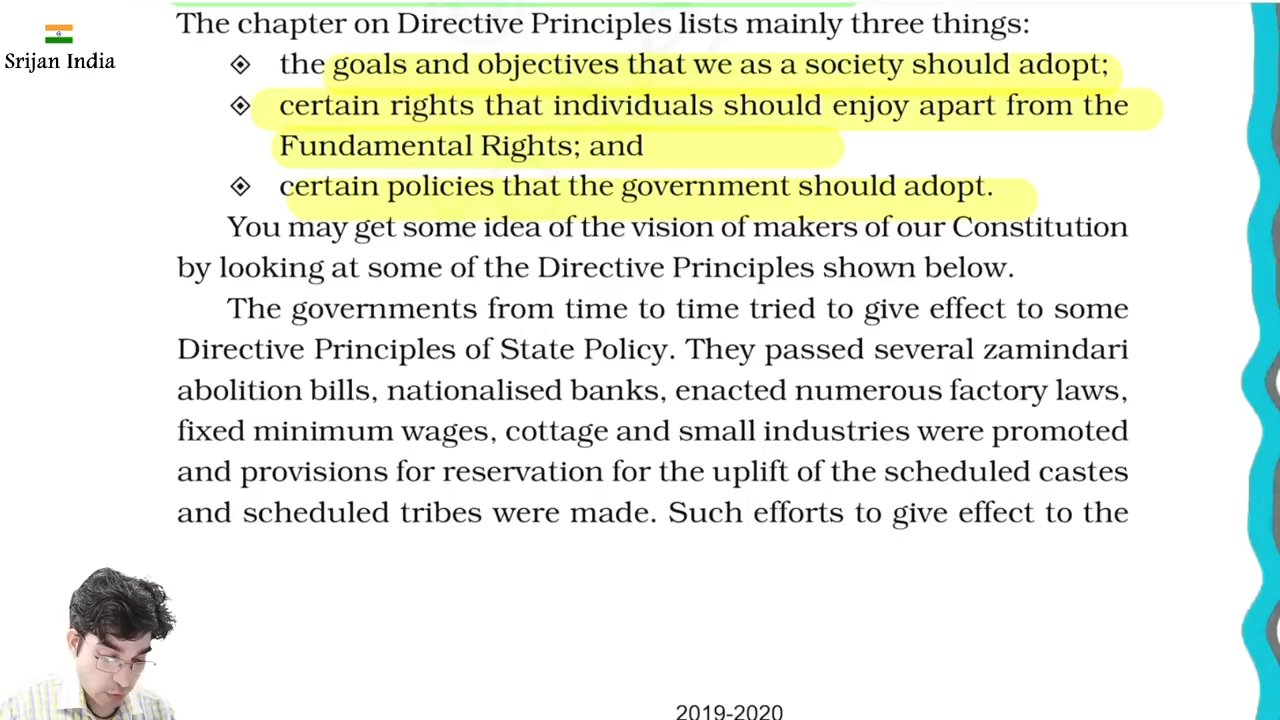 The chapter on Directive Principles lists mainly three things:
Srijan India
the goals and objectives that we as a society should adopt;
certain rights that individuals should enjoy apart from the
Fundamental Rights; and
certain policies that the government should adopt.
You may get some idea of the vision of makers of our Constitution
by looking at some of the Directive Principles shown below.
The governments from time to time tried to give effect to some
Directive Principles of State Policy. They passed several zamindari
abolition bills, nationalised banks, enacted numerous factory laws,
fixed minimum wages, cottage and small industries were promoted
and provisions for reservation for the uplift of the scheduled castes
and scheduled tribes were made. Such efforts to give effect to the
2019-2020